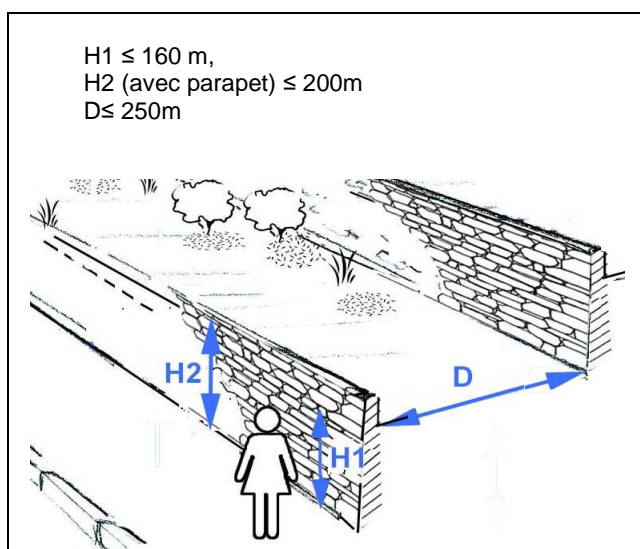 H1 ≤ 160 m,
H2 (avec parapet) ≤ 200m
D≤ 250m
H2
D
H1